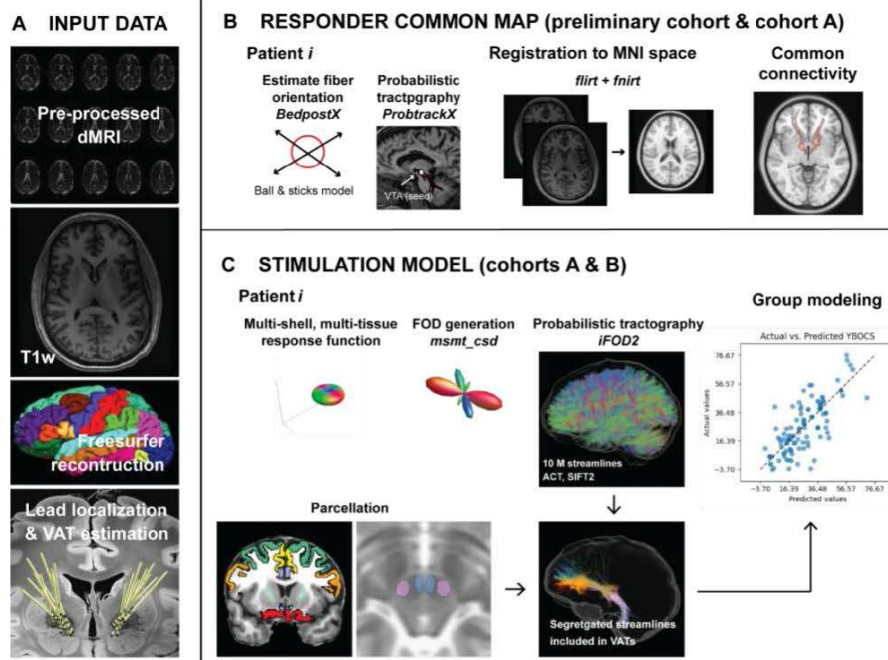 A INPUT DATA
Pre-processed
dMRI
T1w
Freesurfer
recontruction
Lead localization
& VAT estimation
B RESPONDER COMMON MAP (preliminary cohort & cohort A)
Patient i
Estimate fiber
orientation
BedpostX
Ball & sticks model
Probabilistic
tractpgraphy
ProbtrackX
VTA (seed)
Registration to MNI space
flirt + fnirt
Common
connectivity
C STIMULATION MODEL (cohorts A & B)
Patient i
Multi-shell, multi-tissue
response function
FOD generation
msmt_csd
Probabilistic tractography
iFOD2
10 M streamlines
ACT, SIFT2
Parcellation
Segretgated streamlines
included in VATs
Group modeling
Actual vs. Predicted YBOCS
Actual values
76.67
56.57
36.48
16.39
−3.70
−3.70 16.39 36.48 56.57 76.67
Predicted values